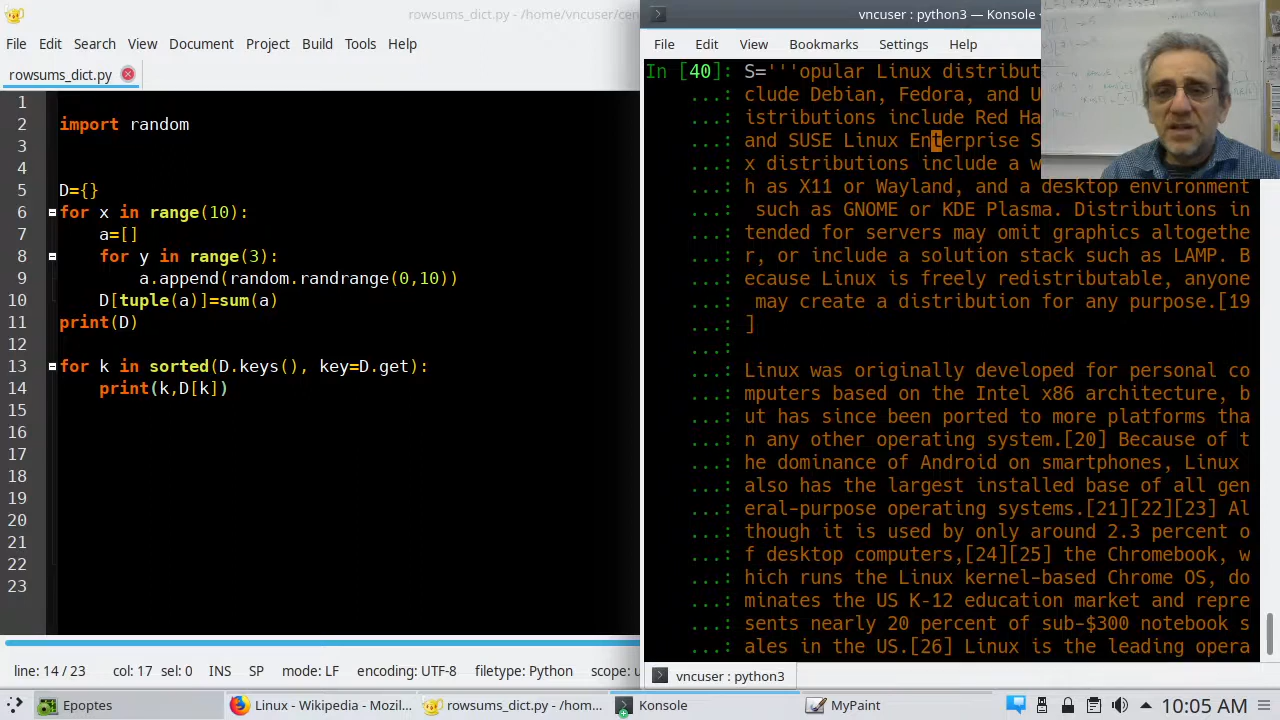 rowsums_dict.py - /home/vncuser/cen
File Edit Search View Document Project Build Tools Help
rowsums_dict.py
1
2 import random
3
4
5 D={}
6 for x in range(10):
7 a=[]
8 for y in range(3):
9 a.append(random.randrange(0,10))
10 D[tuple(a)]=sum(a)
11 print(D)
12
13 for k in sorted(D.keys(), key=D.get):
14 print(k,D[k])
15
16
17
18
19
20
21
22
23
line: 14 / 23 col: 17 sel: 0 INS SP mode: LF encoding: UTF-8 filetype: Python scope: u
vncuser : python3 — Konsole
File Edit View Bookmarks Settings Help
In [40]: S='''opular Linux distribut
...: clude Debian, Fedora, and U
...: istributions include Red Ha
...: and SUSE Linux Enterprise S
...: x distributions include a w
...: h as X11 or Wayland, and a desktop environment
...: such as GNOME or KDE Plasma. Distributions in
...: tended for servers may omit graphics altogethe
...: r, or include a solution stack such as LAMP. B
...: ecause Linux is freely redistributable, anyone
...: may create a distribution for any purpose.[19
...: ]
...:
...: Linux was originally developed for personal co
...: mputers based on the Intel x86 architecture, b
...: ut has since been ported to more platforms tha
...: n any other operating system.[20] Because of t
...: he dominance of Android on smartphones, Linux
...: also has the largest installed base of all gen
...: eral-purpose operating systems.[21][22][23] Al
...: though it is used by only around 2.3 percent o
...: f desktop computers,[24][25] the Chromebook, w
...: hich runs the Linux kernel-based Chrome OS, do
...: minates the US K-12 education market and repre
...: sents nearly 20 percent of sub-$300 notebook s
...: ales in the US.[26] Linux is the leading opera
vncuser : python3
Epoptes Linux - Wikipedia - Mozil... rowsums_dict.py - /hom... Konsole MyPaint 10:05 AM